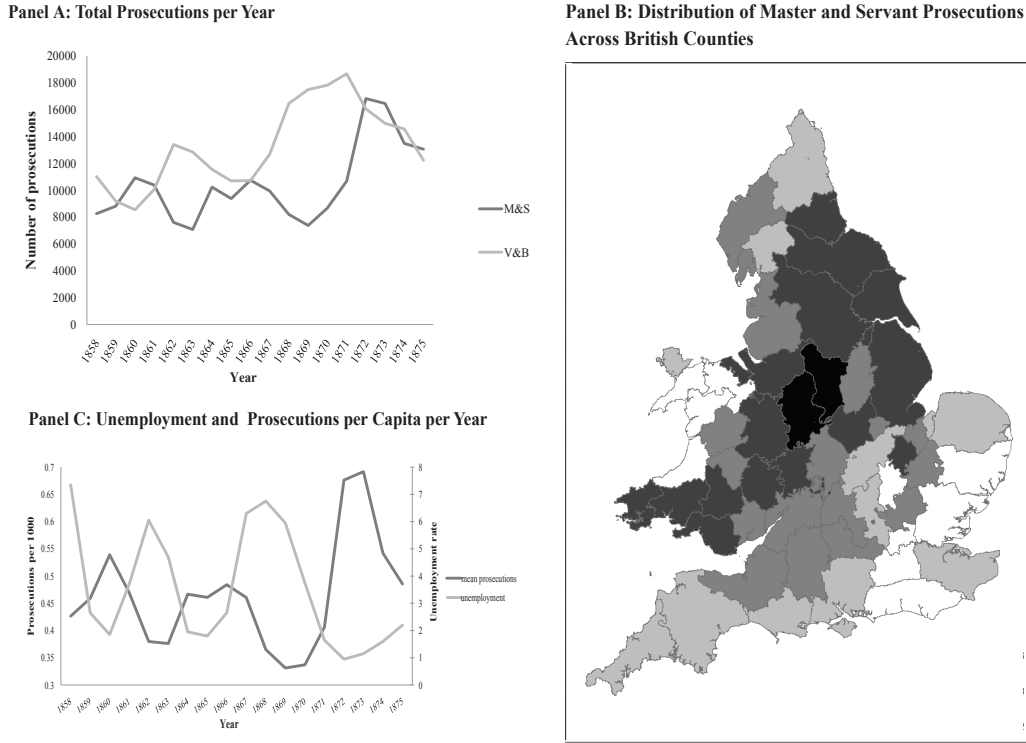 Panel A: Total Prosecutions per Year
20000
18000
16000
14000
12000
10000
8000
6000
4000
2000
0
Number of prosecutions
1858 1859 1860 1861 1862 1863 1864 1865 1866 1867 1868 1869 1870 1871 1872 1873 1874 1875
Year
M&S
V&B
Panel B: Distribution of Master and Servant Prosecutions
Across British Counties
Panel C: Unemployment and Prosecutions per Capita per Year
0.7
0.65
0.6
0.55
0.5
0.45
0.4
0.35
0.3
Prosecutions per 1000
8
7
6
5
4
3
2
1
0
Unemployment rate
1858 1859 1860 1861 1862 1863 1864 1865 1866 1867 1868 1869 1870 1871 1872 1873 1874 1875
Year
mean prosecutions
unemployment